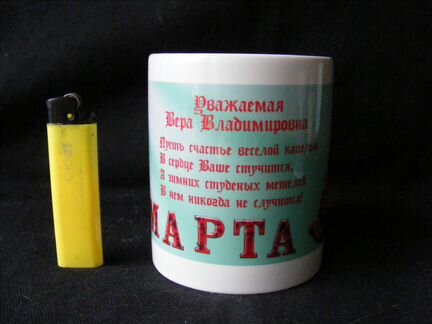 Уважаемая
Вера Владимировна
Пусть счастье веселой капелью
В сердце Ваше стучится,
А зимних студеных метелей
В нем никогда не случится!
МАРТА